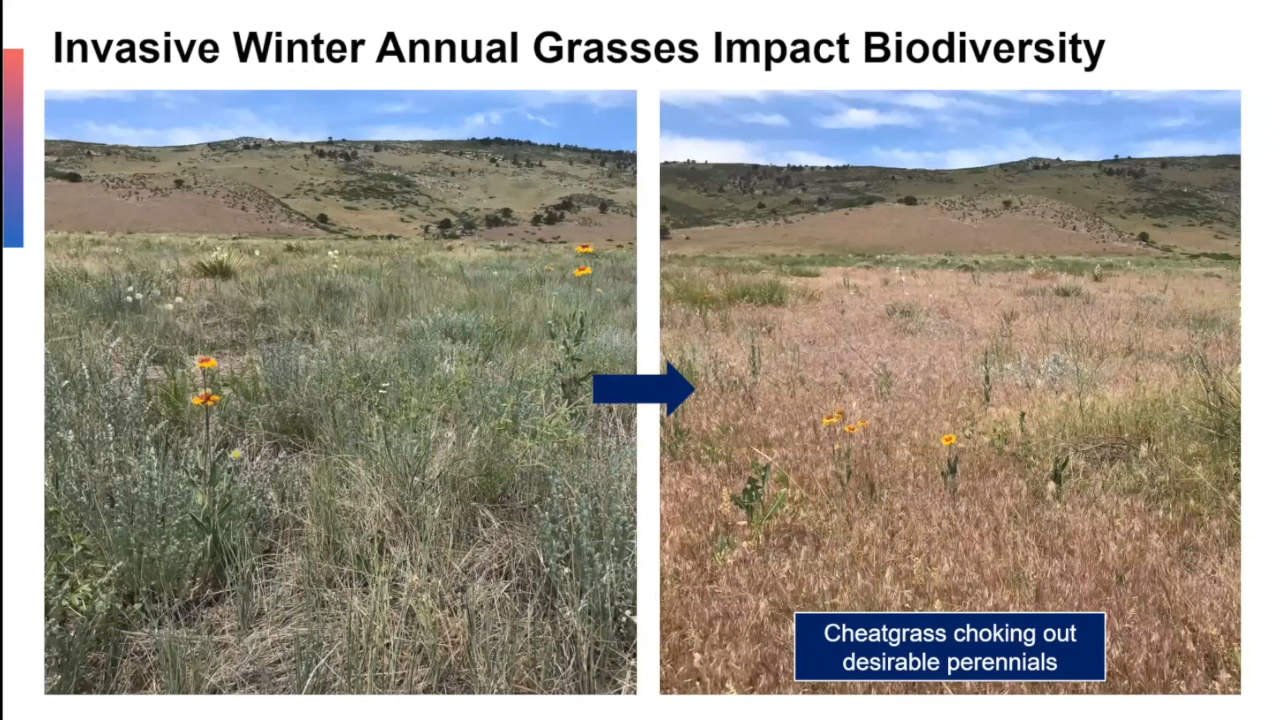 Invasive Winter Annual Grasses Impact Biodiversity
Cheatgrass choking out
desirable perennials